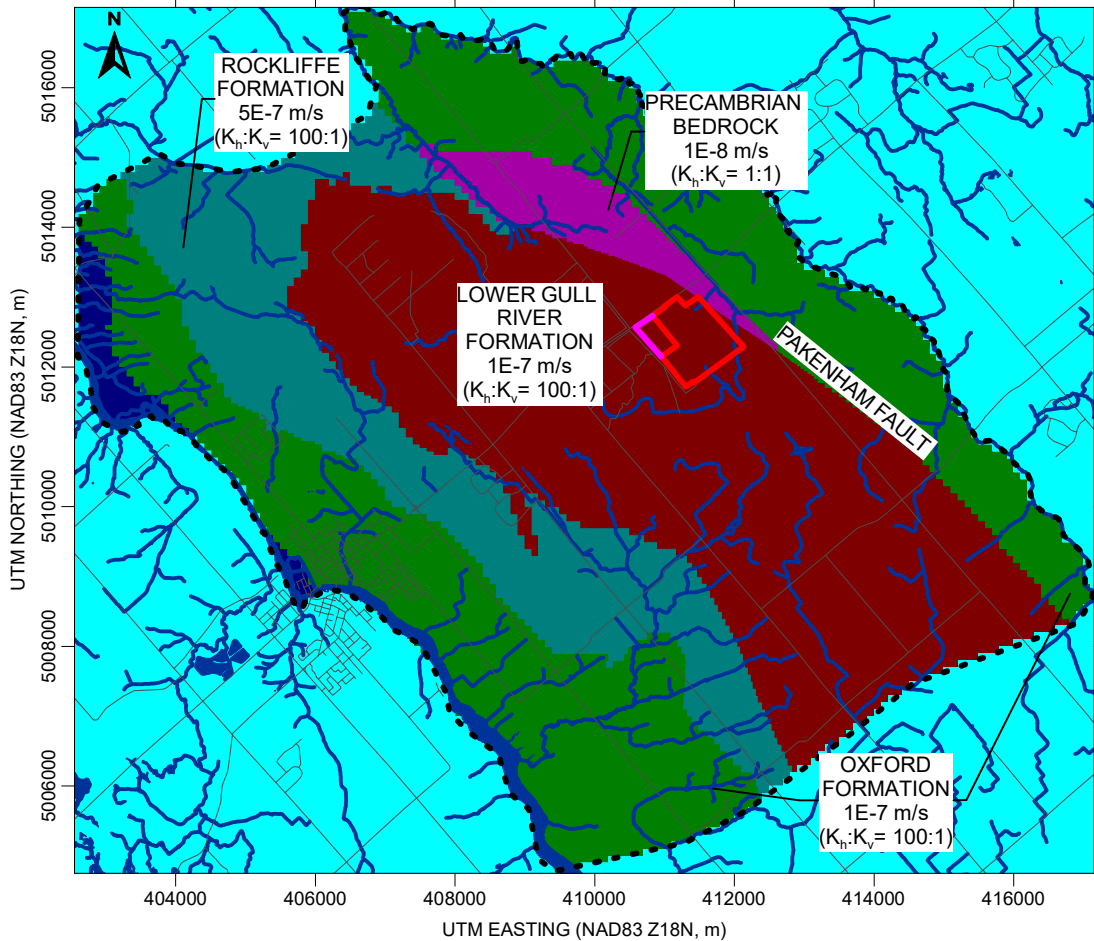 N
ROCKLIFFE
FORMATION
5E-7 m/s
(Kh:Kv= 100:1)
PRECAMBRIAN
BEDROCK
1E-8 m/s
(Kh:Kv= 1:1)
LOWER GULL
RIVER
FORMATION
1E-7 m/s
(Kh:Kv= 100:1)
PAKENHAM FAULT
OXFORD
FORMATION
1E-7 m/s
(Kh:Kv= 100:1)
UTM NORTHING (NAD83 Z18N, m)
5016000
5014000
5012000
5010000
5008000
5006000
404000 406000 408000 410000 412000 414000 416000
UTM EASTING (NAD83 Z18N, m)